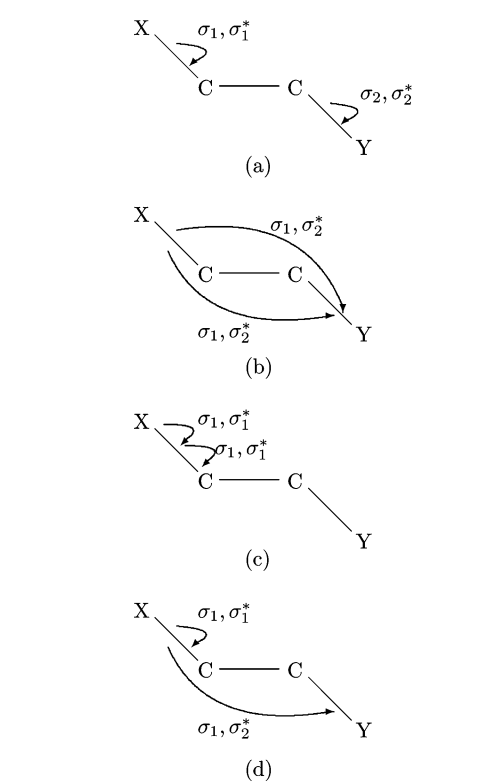 X σ₁, σ₁*
C C σ₂, σ₂*
Y
(a)
X σ₁, σ₂*
C C
σ₁, σ₂* Y
(b)
X σ₁, σ₁*
σ₁, σ₁*
C C
Y
(c)
X σ₁, σ₁*
C C
σ₁, σ₂* Y
(d)